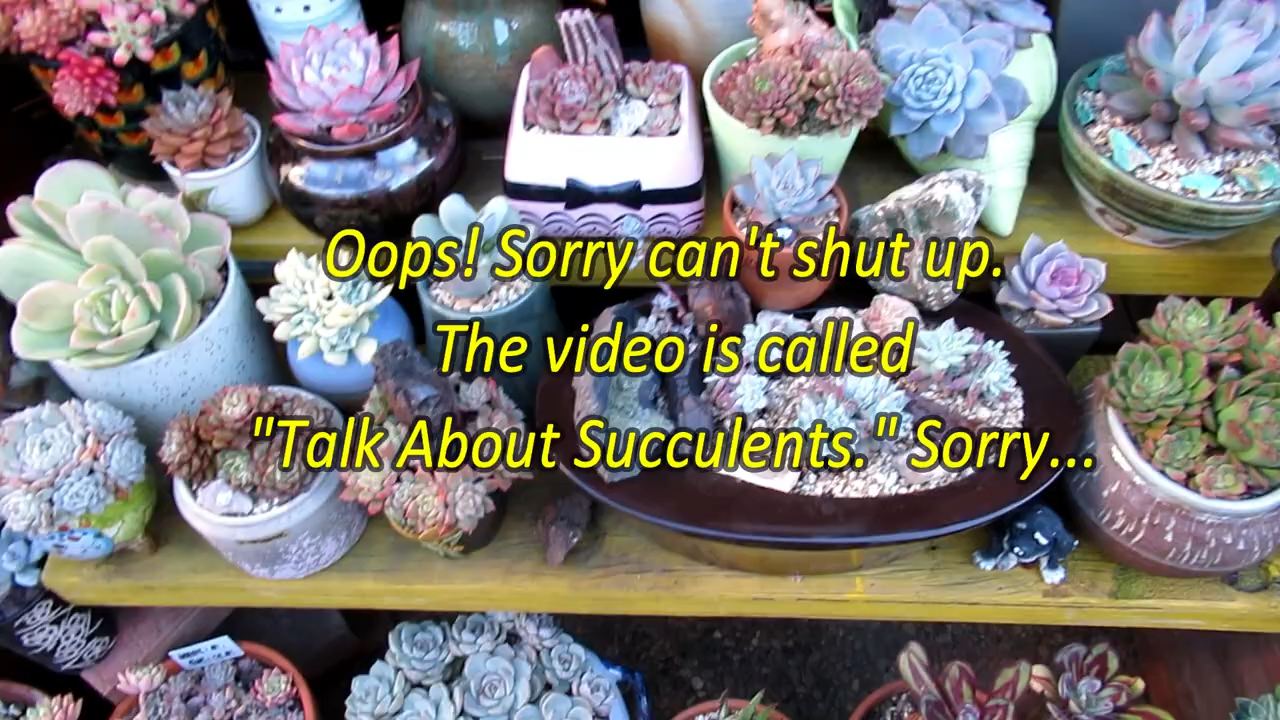 Oops! Sorry can't shut up.
The video is called
"Talk About Succulents." Sorry...